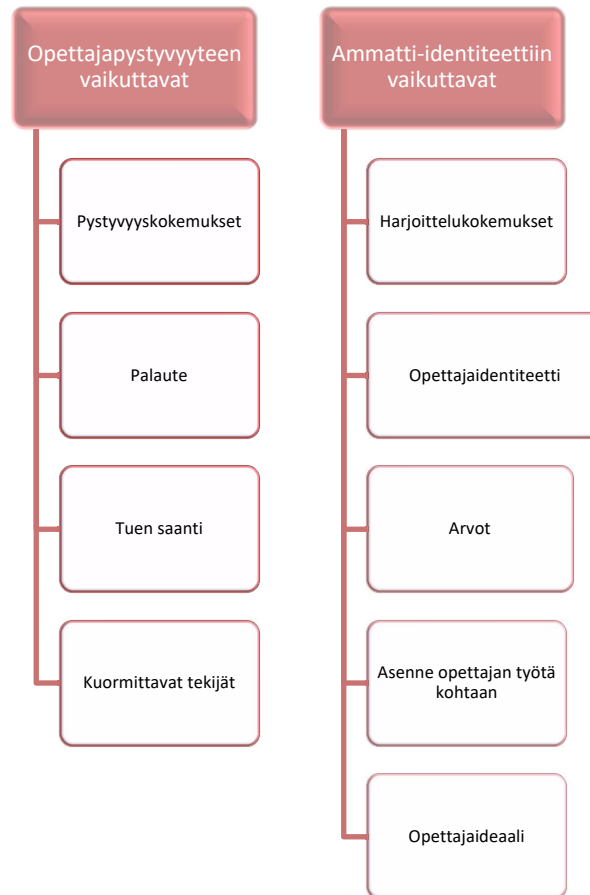 Opettajapystyvyyteen
vaikuttavat
Pystyvyyskokemukset
Palaute
Tuen saanti
Kuormittavat tekijät
Ammatti-identiteettiin
vaikuttavat
Harjoittelukokemukset
Opettajaidentiteetti
Arvot
Asenne opettajan työtä
kohtaan
Opettajaideaali